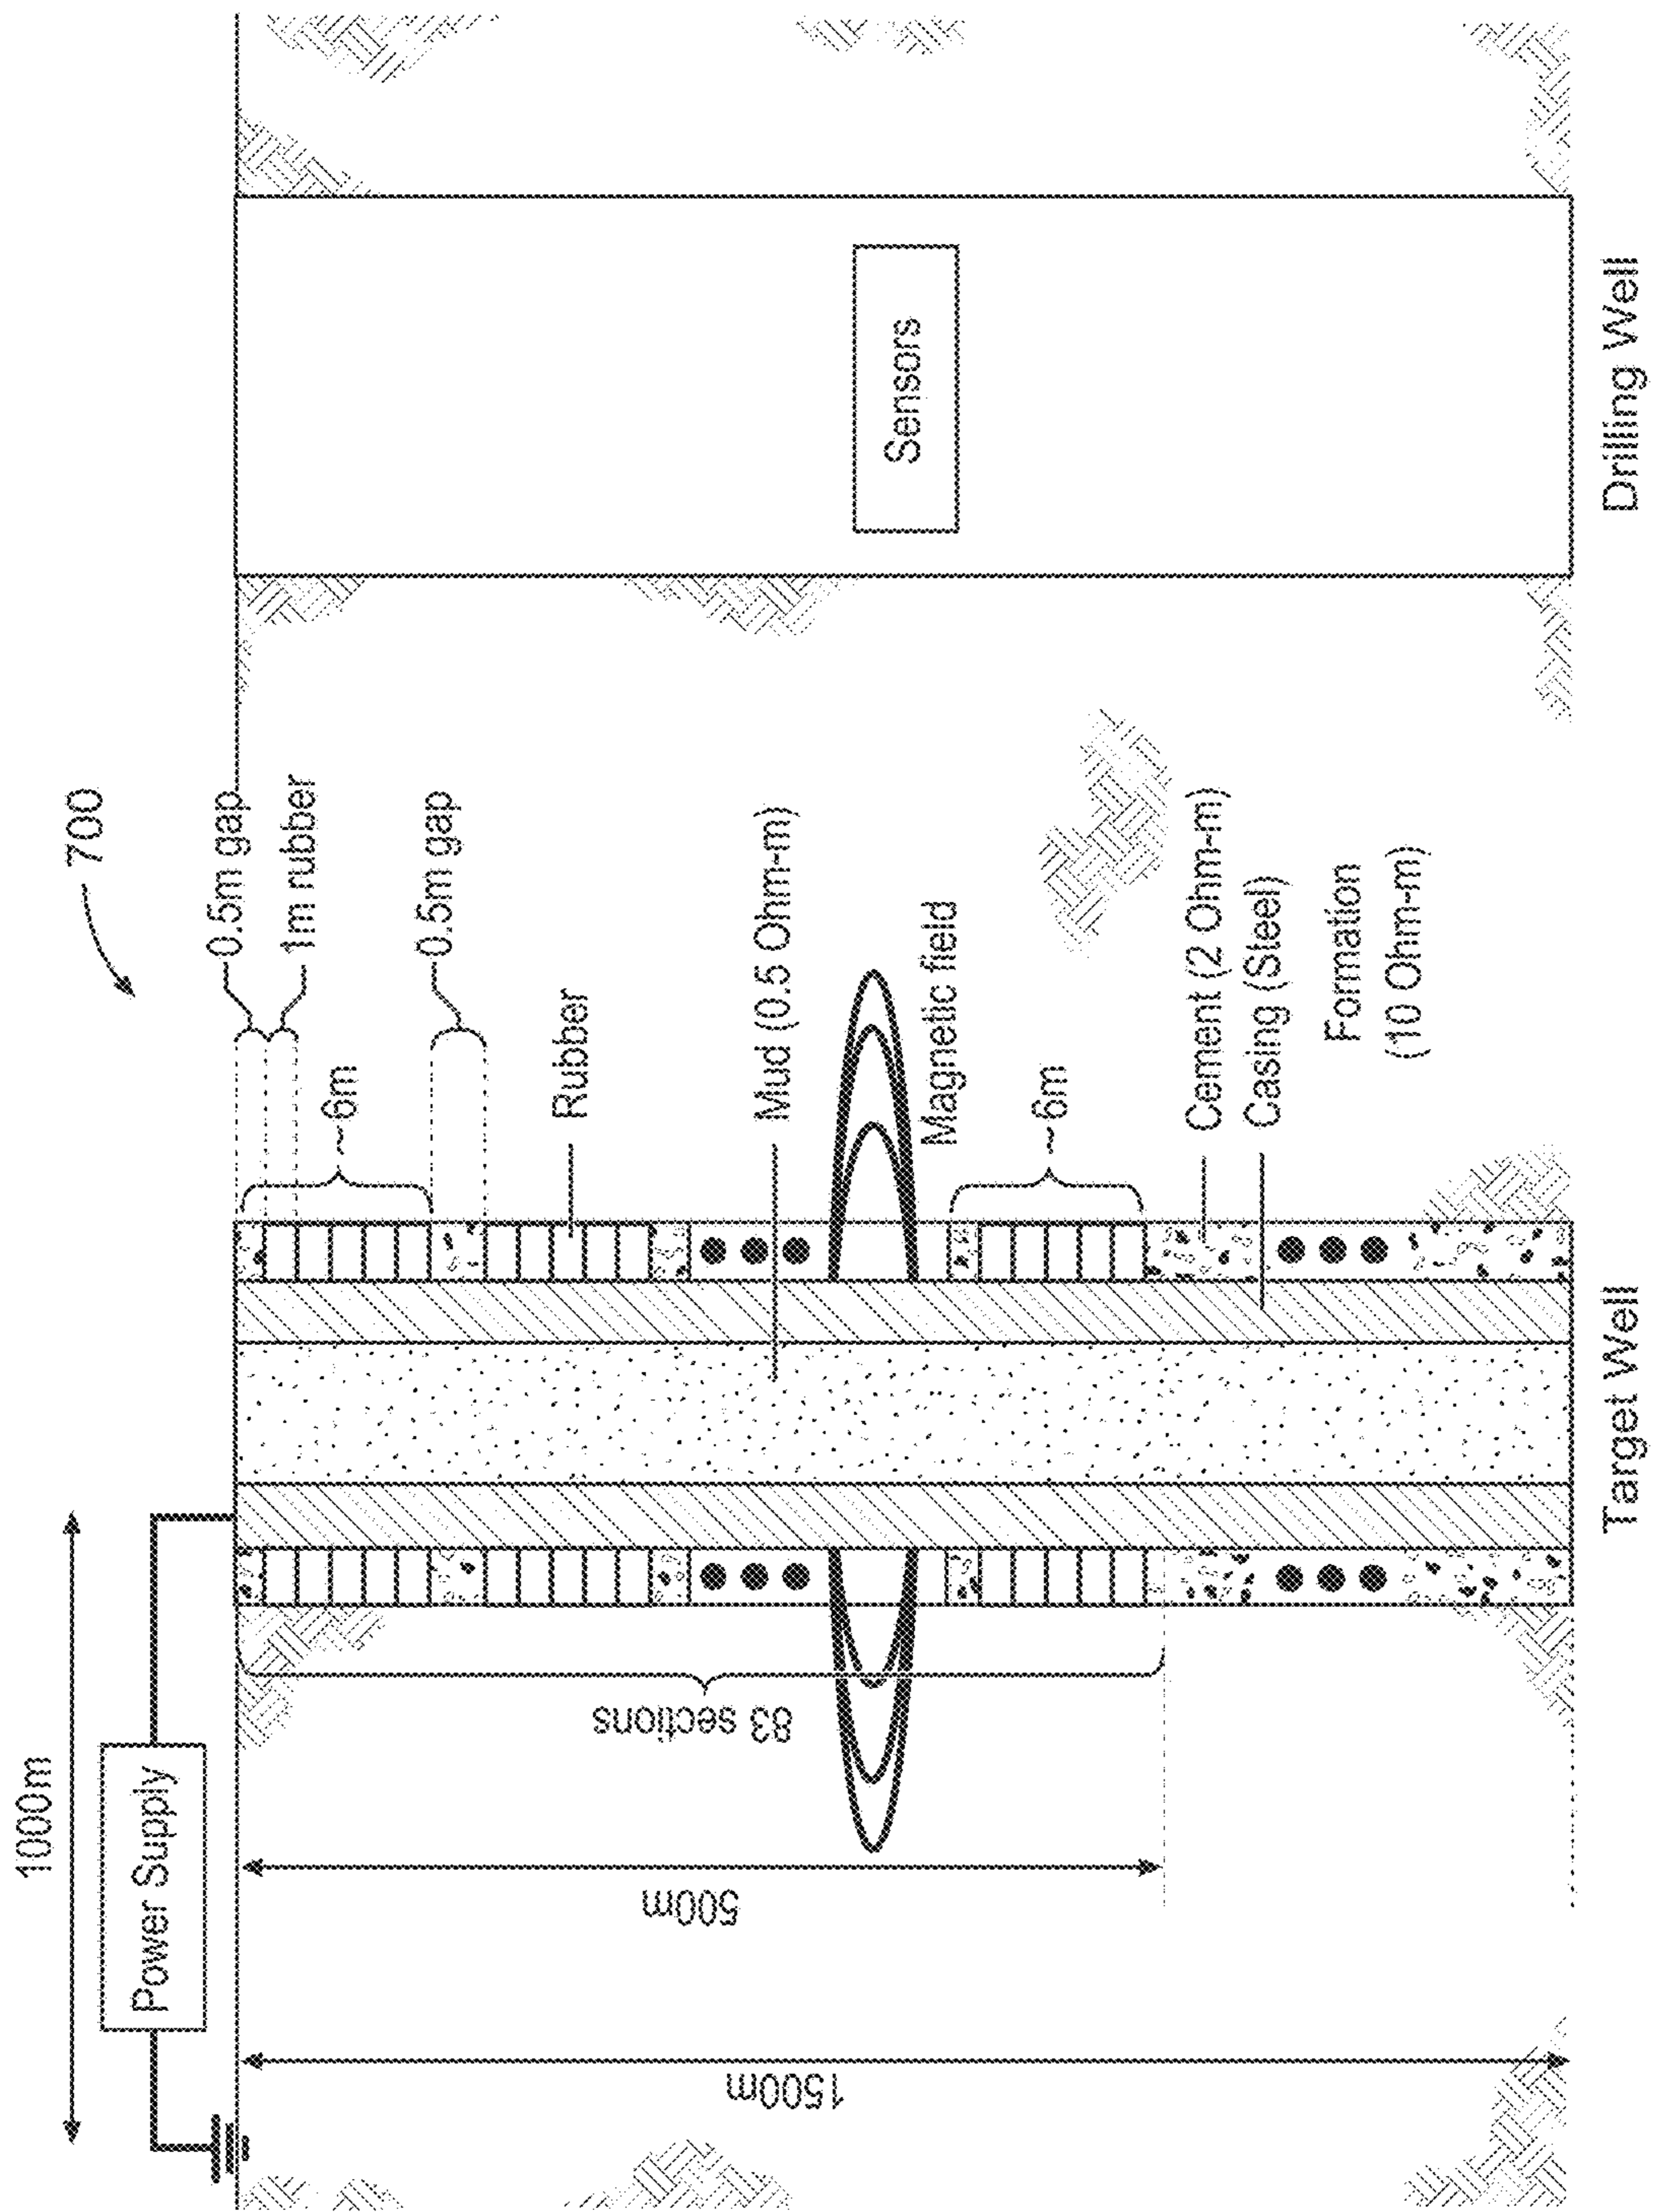 700
1000m
Power Supply
0.5m gap
1m rubber
~6m
0.5m gap
Rubber
Mud (0.5 Ohm-m)
Magnetic field
~6m
Cement (2 Ohm-m)
Casing (Steel)
Formation
(10 Ohm-m)
83 sections
500m
1500m
Sensors
Target Well
Drilling Well